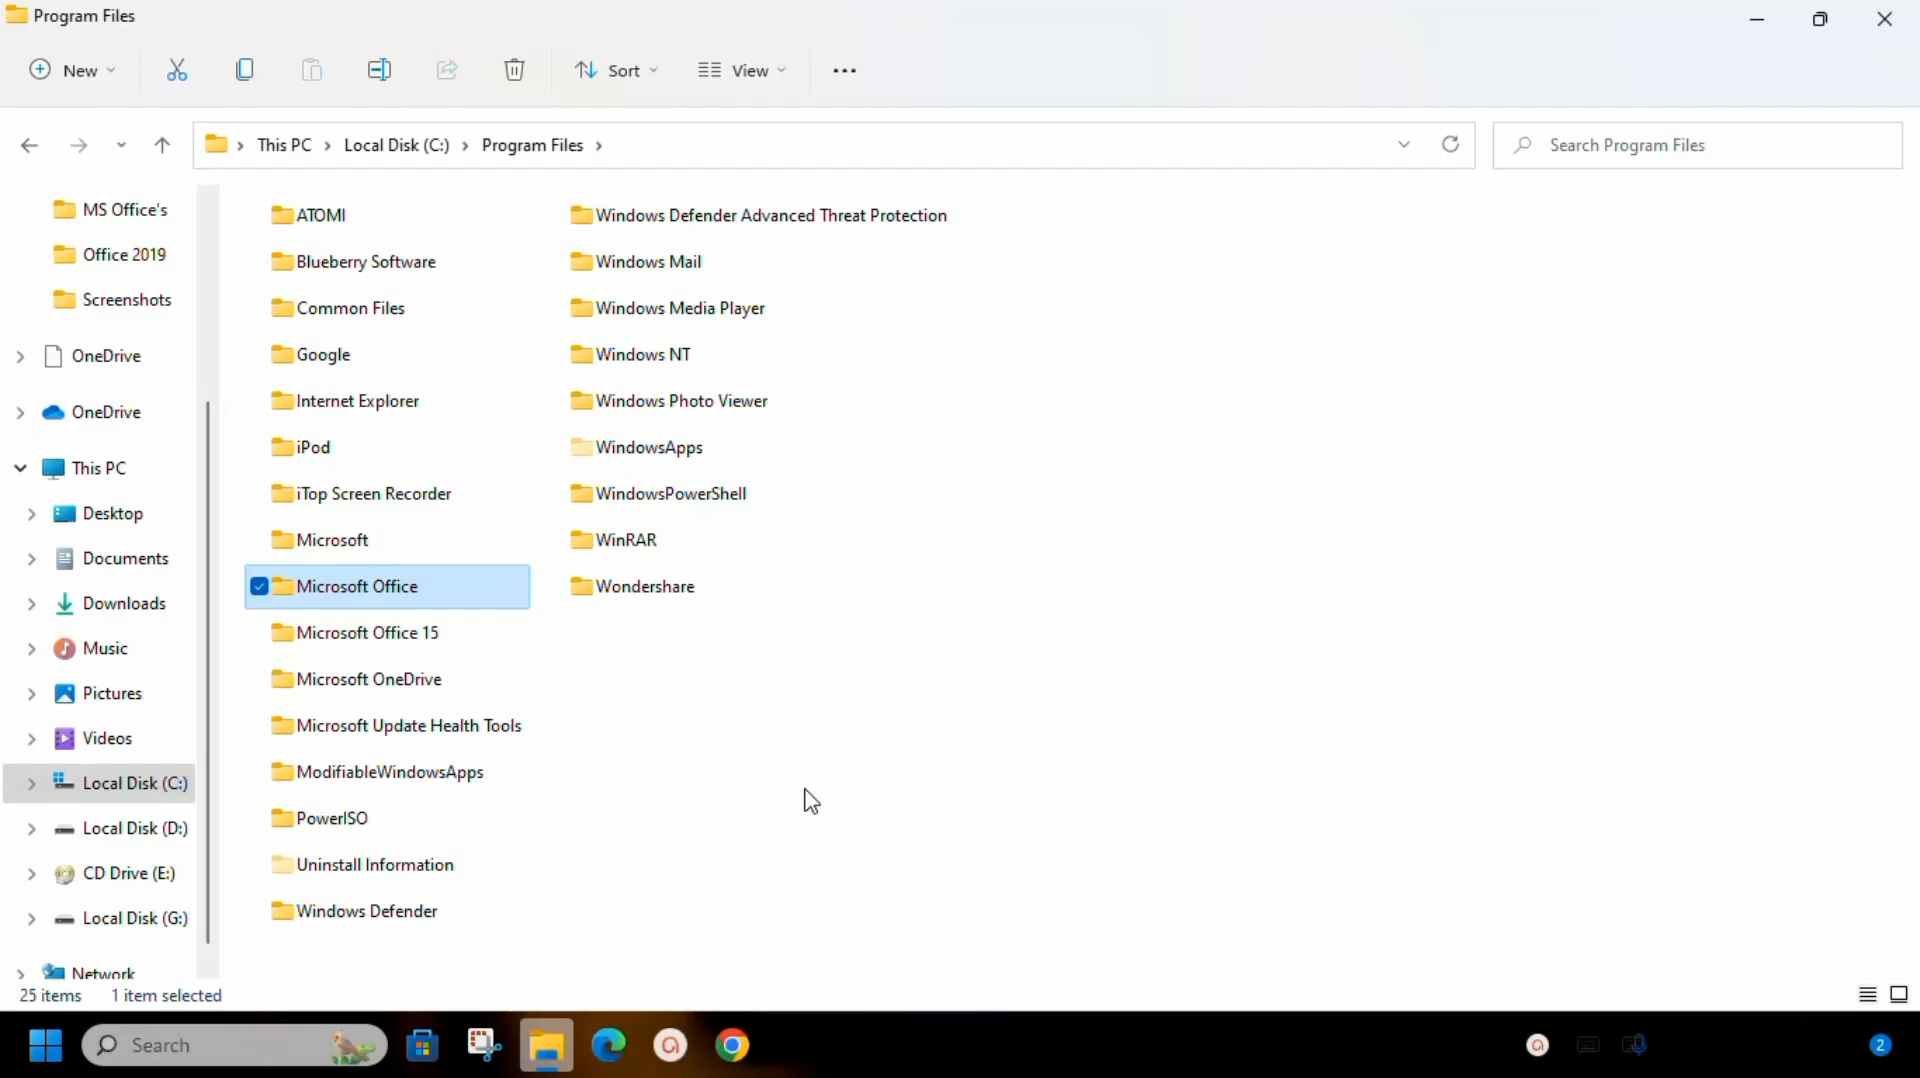 Program Files
New
Sort
View
This PC
Local Disk (C:)
Program Files
Search Program Files
MS Office's
Office 2019
Screenshots
OneDrive
OneDrive
This PC
Desktop
Documents
Downloads
Music
Pictures
Videos
Local Disk (C:)
Local Disk (D:)
CD Drive (E:)
Local Disk (G:)
Network
ATOMI
Blueberry Software
Common Files
Google
Internet Explorer
iPod
iTop Screen Recorder
Microsoft
Microsoft Office
Microsoft Office 15
Microsoft OneDrive
Microsoft Update Health Tools
ModifiableWindowsApps
PowerISO
Uninstall Information
Windows Defender
Windows Defender Advanced Threat Protection
Windows Mail
Windows Media Player
Windows NT
Windows Photo Viewer
WindowsApps
WindowsPowerShell
WinRAR
Wondershare
25 items 1 item selected
Search
2